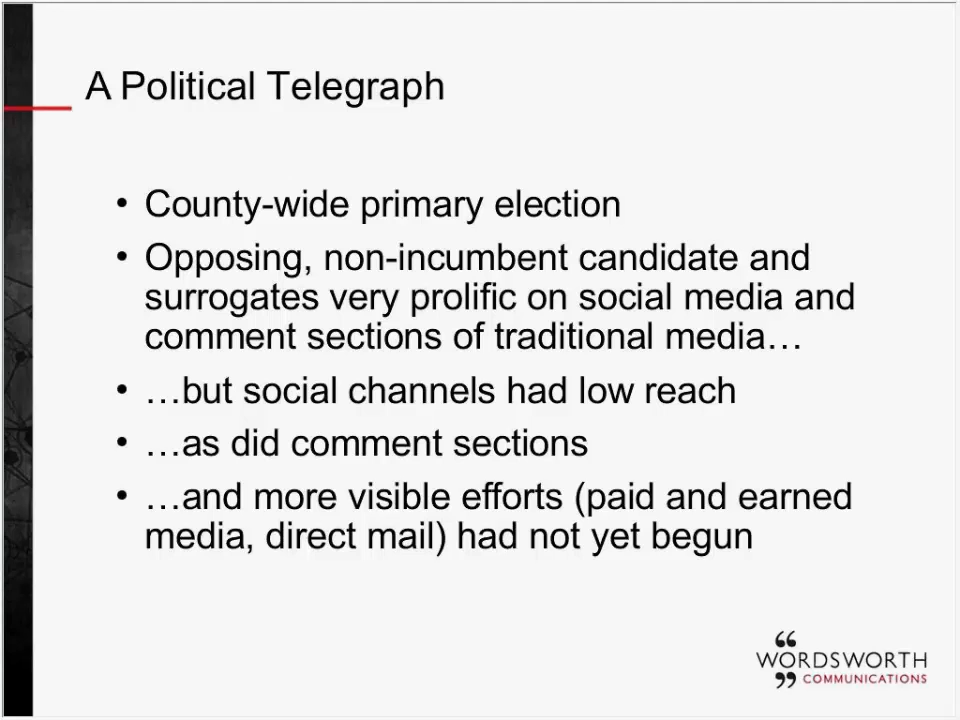 A Political Telegraph
• County-wide primary election
• Opposing, non-incumbent candidate and
surrogates very prolific on social media and
comment sections of traditional media…
• …but social channels had low reach
• …as did comment sections
• …and more visible efforts (paid and earned
media, direct mail) had not yet begun
“
WORDSWORTH
” COMMUNICATIONS